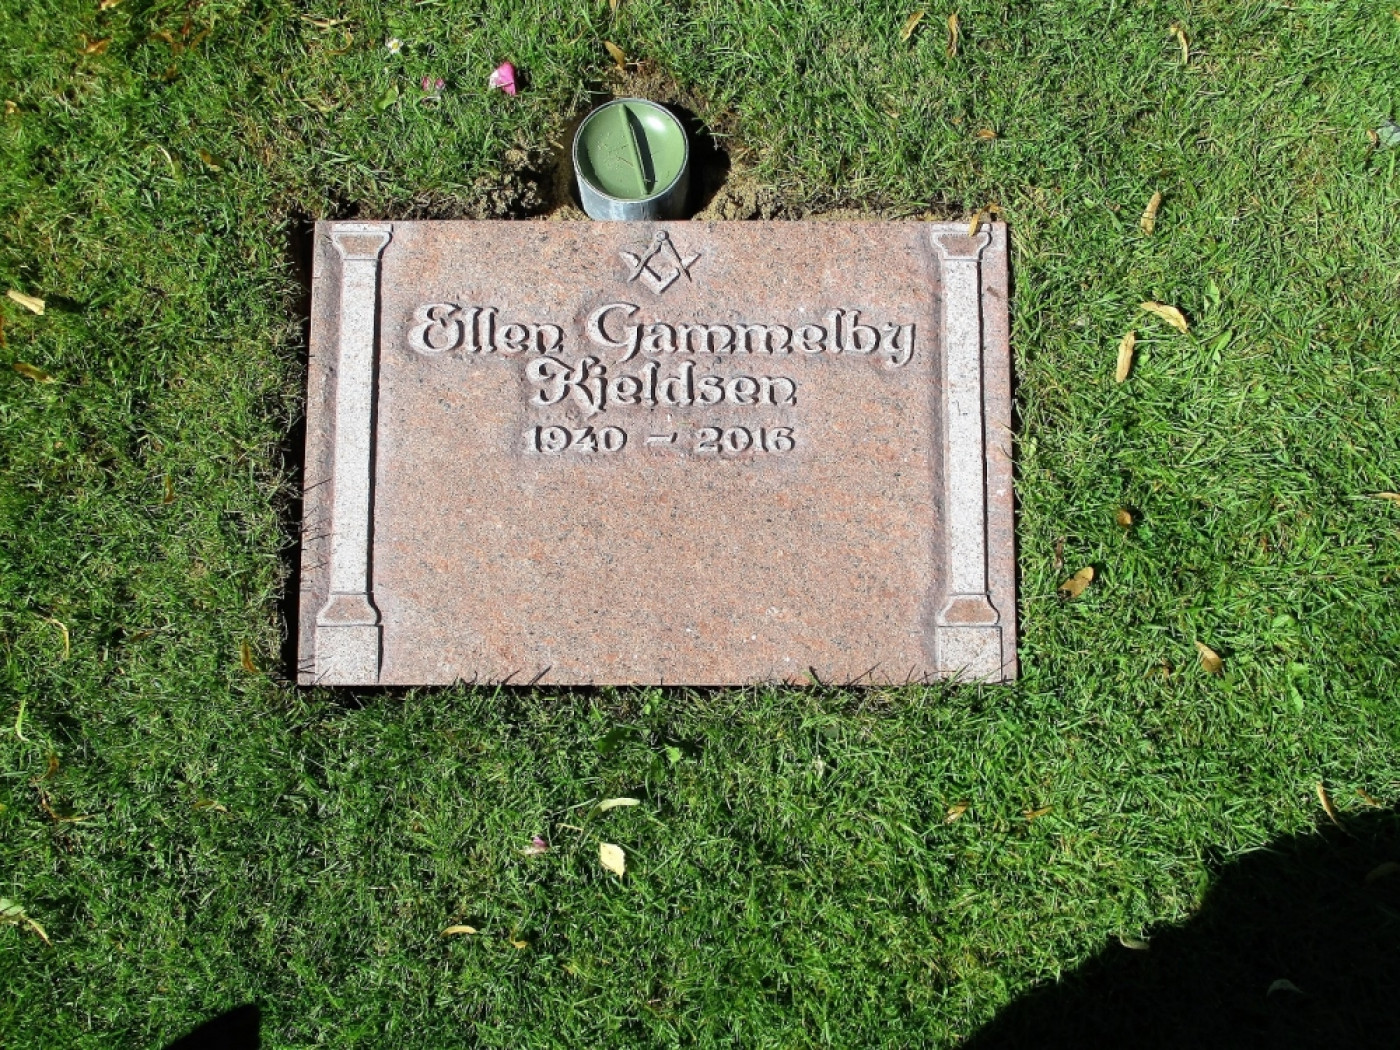 Ellen Gammelby
Kjeldsen
1940 - 2016